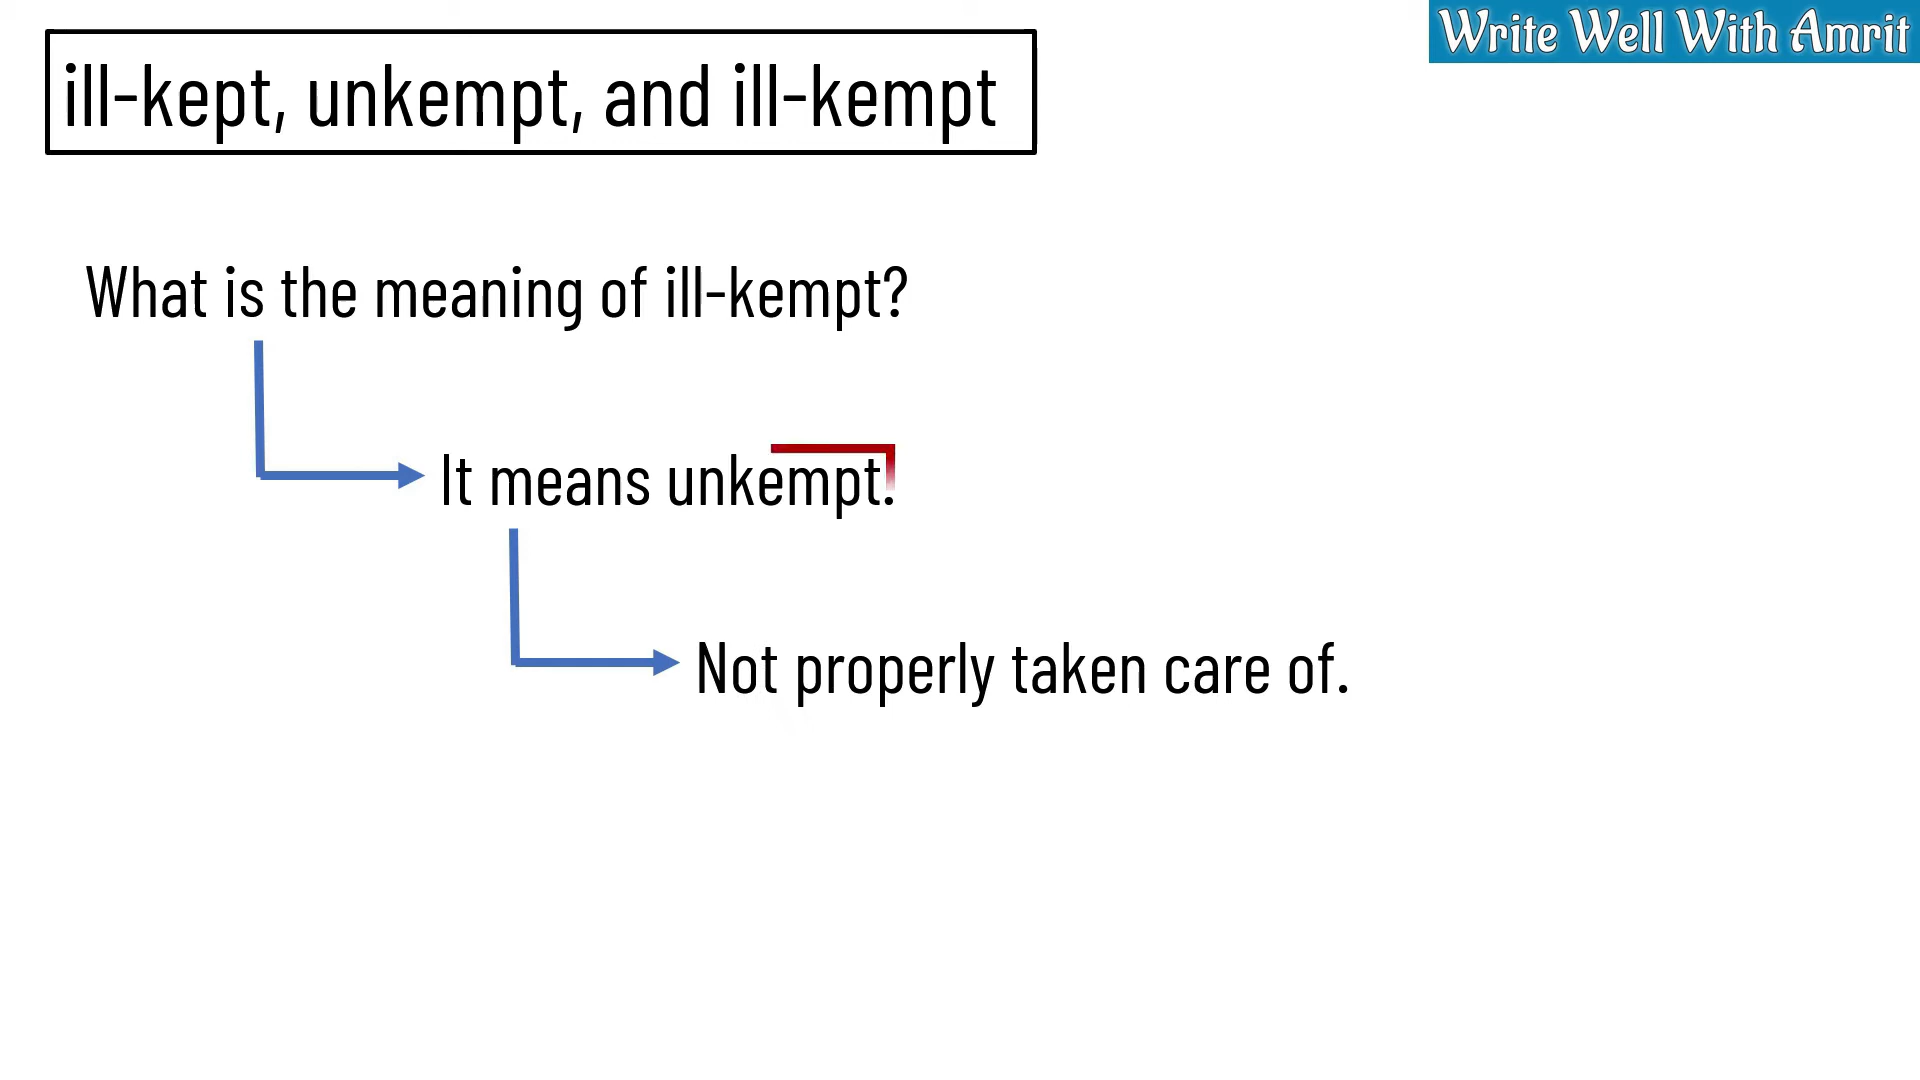 Write Well With Amrit
ill-kept, unkempt, and ill-kempt
What is the meaning of ill-kempt?
It means unkempt.
Not properly taken care of.